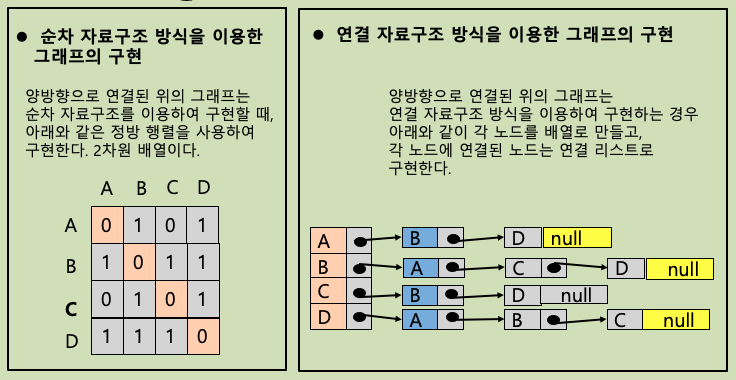 ● 순차 자료구조 방식을 이용한
그래프의 구현
양방향으로 연결된 위의 그래프는
순차 자료구조를 이용하여 구현할 때,
아래와 같은 정방 행렬을 사용하여
구현한다. 2차원 배열이다.
A B C D
A 0 1 0 1
B 1 0 1 1
C 0 1 0 1
D 1 1 1 0
● 연결 자료구조 방식을 이용한 그래프의 구현
양방향으로 연결된 위의 그래프는
연결 자료구조 방식을 이용하여 구현하는 경우
아래와 같이 각 노드를 배열로 만들고,
각 노드에 연결된 노드는 연결 리스트로
구현한다.
A B D null
B A C D null
C B D null
D A B C null